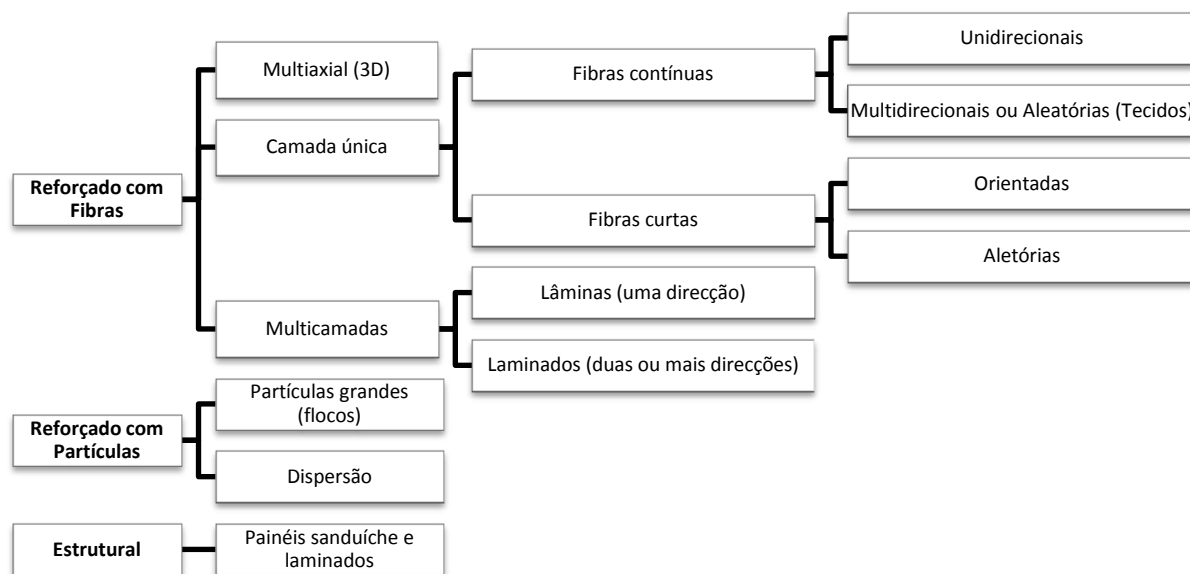 Reforçado com
Fibras
Multiaxial (3D)
Camada única
Fibras contínuas
Unidirecionais
Multidirecionais ou Aleatórias (Tecidos)
Fibras curtas
Orientadas
Aletórias
Multicamadas
Lâminas (uma direcção)
Laminados (duas ou mais direcções)
Reforçado com
Partículas
Partículas grandes
(flocos)
Dispersão
Estrutural
Painéis sanduíche e
laminados